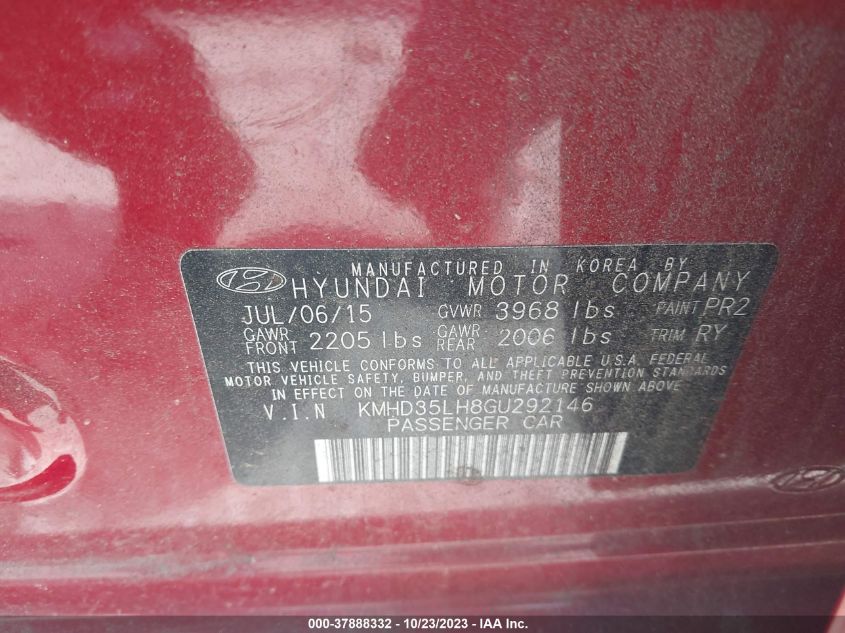 MANUFACTURED IN KOREA BY
HYUNDAI MOTOR COMPANY
JUL/06/15 GVWR 3968 lbs PAINT PR2
GAWR FRONT 2205 lbs GAWR REAR 2006 lbs TRIM RY
THIS VEHICLE CONFORMS TO ALL APPLICABLE U.S.A. FEDERAL
MOTOR VEHICLE SAFETY, BUMPER, AND THEFT PREVENTION STANDARDS
IN EFFECT ON THE DATE OF MANUFACTURE SHOWN ABOVE
V.I.N KMHD35LH8GU292146
PASSENGER CAR
000-37888332 - 10/23/2023 - © IAA, Inc.